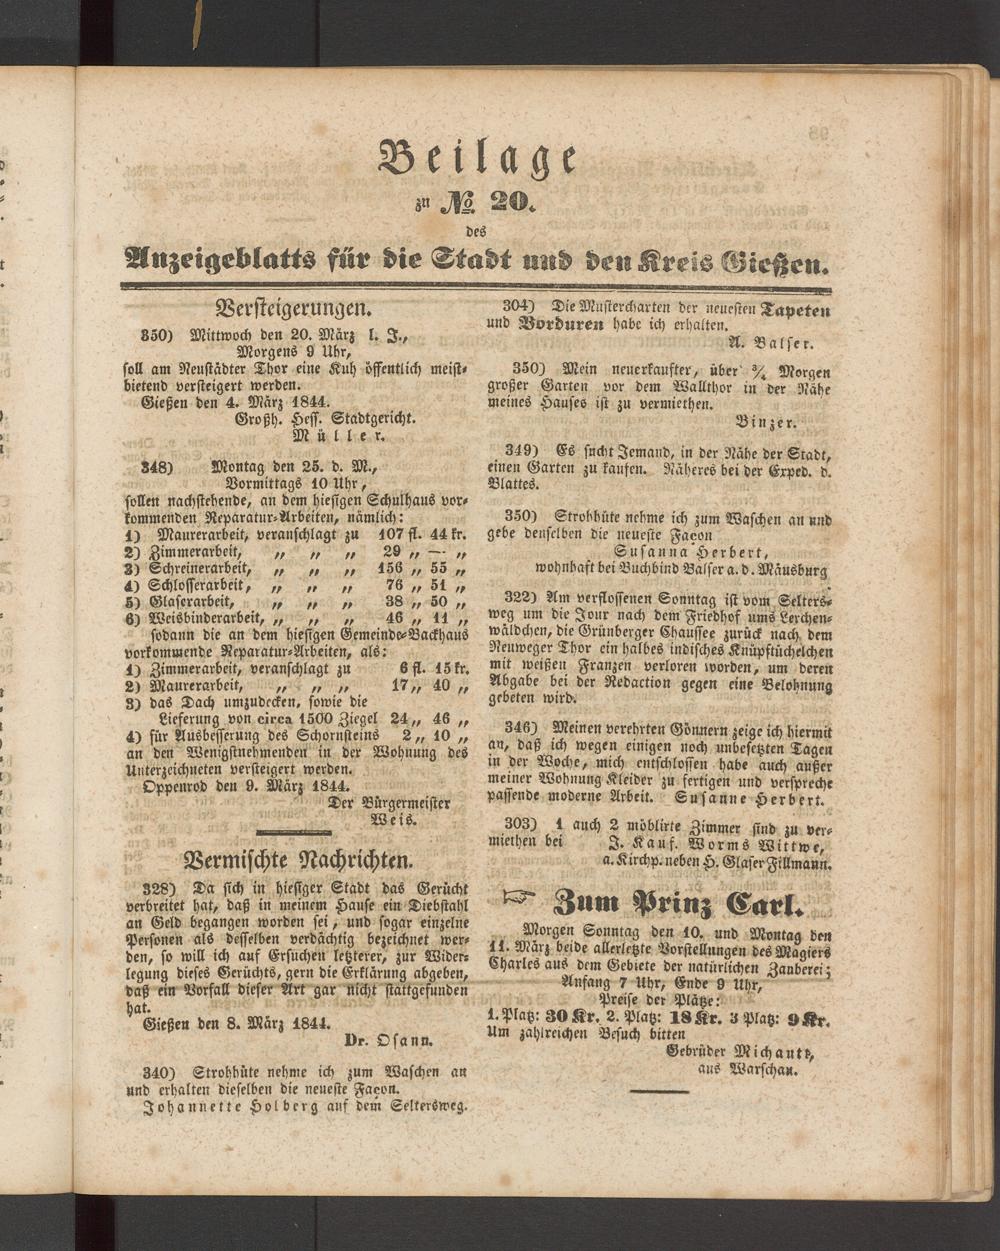 Beilage
zu No. 20.
des
Anzeigeblatts für die Stadt und den Kreis Gießen.
Versteigerungen.
350) Mittwoch den 20. März l. J.,
Morgens 9 Uhr,
soll am Neustädter Thor eine Kuh öffentlich meist-
bietend versteigert werden.
Gießen den 4. März 1844.
Großh. Hess. Stadtgericht.
Müller.
348) Montag den 25. d. M.,
Vormittags 10 Uhr,
sollen nachstehende, an dem hiesigen Schulhaus vor-
kommenden Reparatur-Arbeiten, nämlich:
1) Maurerarbeit, veranschlagt zu 107 fl. 44 kr.
2) Zimmerarbeit, „ „ „ 29 „ — „
3) Schreinerarbeit, „ „ „ 156 „ 55 „
4) Schlosserarbeit, „ „ „ 76 „ 51 „
5) Glaserarbeit, „ „ „ 38 „ 50 „
6) Weisbinderarbeit, „ „ „ 46 „ 11 „
sodann die an dem hiesigen Gemeinde-Backhaus
vorkommende Reparatur-Arbeiten, als:
1) Zimmerarbeit, veranschlagt zu 6 fl. 15 kr.
2) Maurerarbeit, „ „ „ 17 „ 40 „
3) das Dach umzudecken, sowie die
Lieferung von circa 1500 Ziegel 24 „ 46 „
4) für Ausbesserung des Schornsteins 2 „ 10 „
an den Wenigstnehmenden in der Wohnung des
Unterzeichneten versteigert werden.
Oppenrod den 9. März 1844.
Der Bürgermeister
Weis.
Vermischte Nachrichten.
328) Da sich in hiesiger Stadt das Gerücht
verbreitet hat, daß in meinem Hause ein Diebstahl
an Geld begangen worden sei, und sogar einzelne
Personen als desselben verdächtig bezeichnet wer-
den, so will ich auf Ersuchen letzterer, zur Wider-
legung dieses Gerüchts, gern die Erklärung abgeben,
daß ein Vorfall dieser Art gar nicht stattgefunden
hat.
Gießen den 8. März 1844.
Dr. Osann.
340) Strohhüte nehme ich zum Waschen an
und erhalten dieselben die neueste Façon.
Johannette Holberg auf dem Seltersweg.
304) Die Mustercharten der neuesten Tapeten
und Borduren habe ich erhalten.
A. Balser.
350) Mein neuerkaufter, über ¾ Morgen
großer Garten vor dem Wallthor in der Nähe
meines Hauses ist zu vermiethen.
Binzer.
349) Es sucht Jemand, in der Nähe der Stadt,
einen Garten zu kaufen. Näheres bei der Exped. d.
Blattes.
350) Strohhüte nehme ich zum Waschen an und
gebe denselben die neueste Façon
Susanna Herbert,
wohnhaft bei Buchbind Balser a. d. Mäusburg
322) Am verflossenen Sonntag ist vom Selters-
weg um die Jour nach dem Friedhof ums Lerchen-
wäldchen, die Grünberger Chaussee zurück nach dem
Neuweger Thor ein halbes indisches Knüpftüchelchen
mit weißen Franzen verloren worden, um deren
Abgabe bei der Redaction gegen eine Belohnung
gebeten wird.
346) Meinen verehrten Gönnern zeige ich hiermit
an, daß ich wegen einigen noch unbesetzten Tagen
in der Woche, mich entschlossen habe auch außer
meiner Wohnung Kleider zu fertigen und verspreche
passende moderne Arbeit. Susanne Herbert.
303) 1 auch 2 möblirte Zimmer sind zu ver-
miethen bei J. Kauf. Worms Wittwe,
a. Kirchp. neben H. Glaser Fillmann.
☞ Zum Prinz Carl.
Morgen Sonntag den 10. und Montag den
11. März beide allerletzte Vorstellungen des Magiers
Charles aus dem Gebiete der natürlichen Zauberei;
Anfang 7 Uhr, Ende 9 Uhr,
Preise der Plätze:
1. Platz: 30 Kr. 2. Platz: 18 Kr. 3 Platz: 9 Kr.
Um zahlreichen Besuch bitten
Gebrüder Michautz,
aus Warschau.